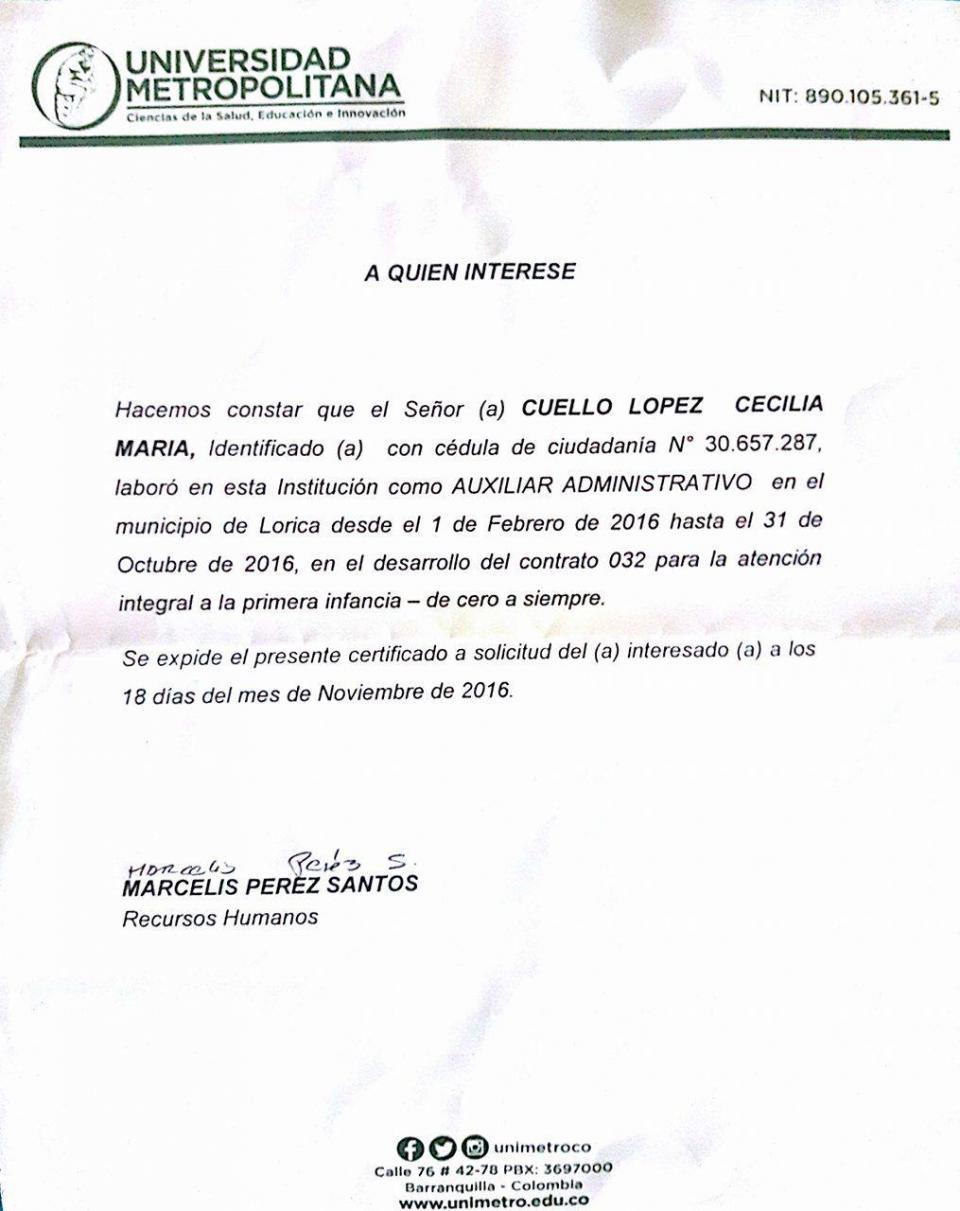 UNIVERSIDAD
METROPOLITANA
Ciencias de la Salud, Educación e Innovación
NIT: 890.105.361-5
A QUIEN INTERESE
Hacemos constar que el Señor (a) CUELLO LOPEZ CECILIA
MARIA, Identificado (a) con cédula de ciudadanía N° 30.657.287,
laboró en esta Institución como AUXILIAR ADMINISTRATIVO en el
municipio de Lorica desde el 1 de Febrero de 2016 hasta el 31 de
Octubre de 2016, en el desarrollo del contrato 032 para la atención
integral a la primera infancia – de cero a siempre.
Se expide el presente certificado a solicitud del (a) interesado (a) a los
18 días del mes de Noviembre de 2016.
Marcelis Peréz S.
MARCELIS PEREZ SANTOS
Recursos Humanos
unimetroco
Calle 76 # 42-78 PBX: 3697000
Barranquilla - Colombia
www.unimetro.edu.co